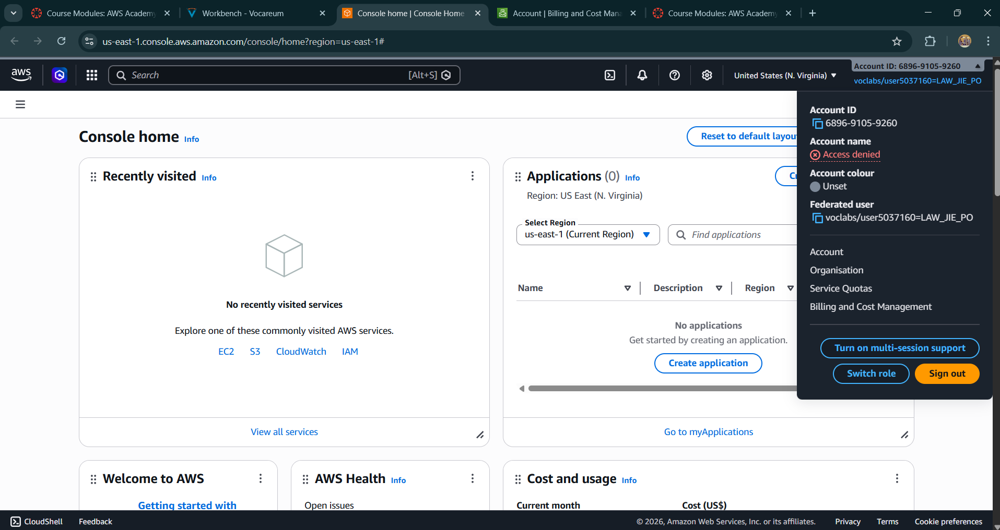 Course Modules: AWS Academy
Workbench - Vocareum
Console home | Console Home
Account | Billing and Cost Mana
Course Modules: AWS Academy
us-east-1.console.aws.amazon.com/console/home?region=us-east-1#
aws
Search
[Alt+S]
United States (N. Virginia)
Account ID: 6896-9105-9260
voclabs/user5037160=LAW_JIE_PO
Account ID
6896-9105-9260
Account name
Access denied
Account colour
Unset
Federated user
voclabs/user5037160=LAW_JIE_PO
Account
Organisation
Service Quotas
Billing and Cost Management
Turn on multi-session support
Switch role
Sign out
Console home Info
Reset to default layou
Recently visited Info
No recently visited services
Explore one of these commonly visited AWS services.
EC2 S3 CloudWatch IAM
View all services
Applications (0) Info
Region: US East (N. Virginia)
Select Region
us-east-1 (Current Region)
Find applications
Name Description Region
No applications
Get started by creating an application.
Create application
Go to myApplications
Welcome to AWS
Getting started with
AWS Health Info
Open issues
Cost and usage Info
Current month
Cost (US$)
CloudShell
Feedback
© 2026, Amazon Web Services, Inc. or its affiliates.
Privacy
Terms
Cookie preferences